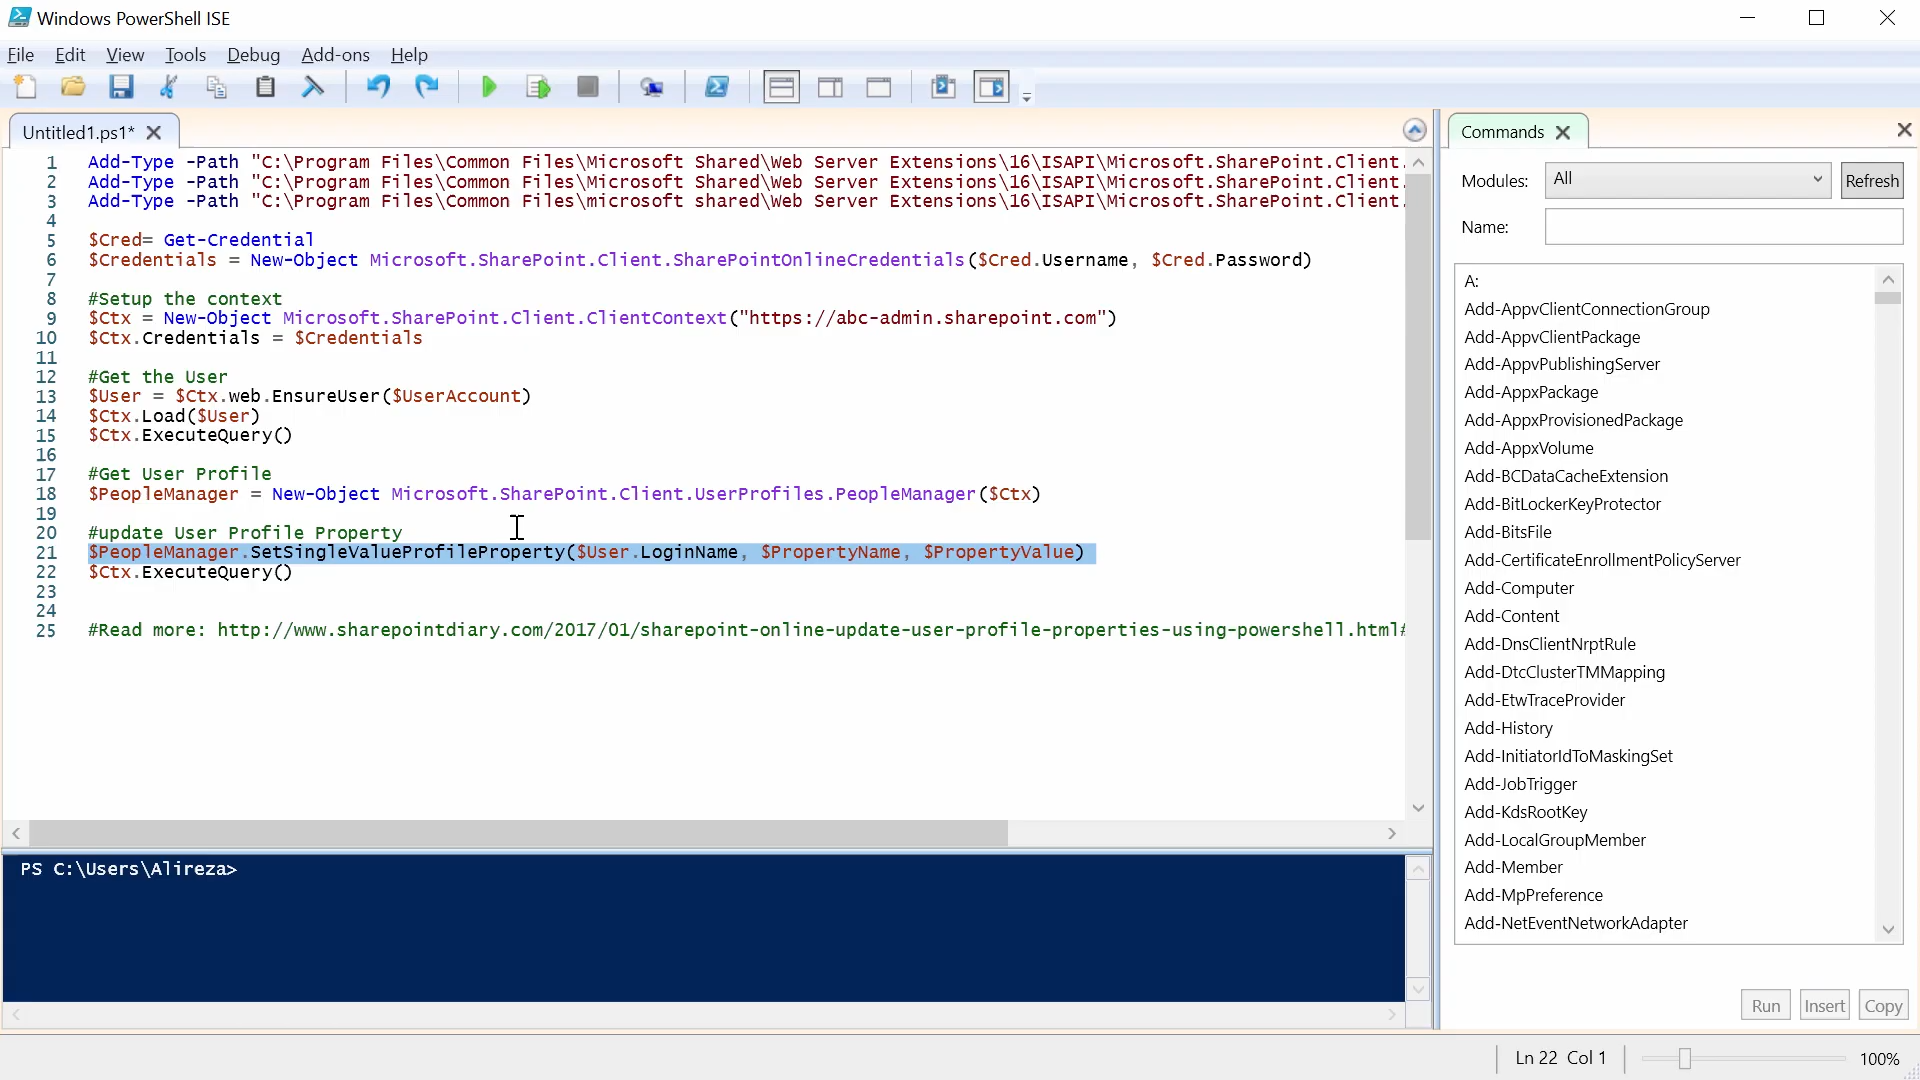 Windows PowerShell ISE
File Edit View Tools Debug Add-ons Help
Untitled1.ps1*
1 Add-Type -Path "C:\Program Files\Common Files\Microsoft Shared\Web Server Extensions\16\ISAPI\Microsoft.SharePoint.Client.
2 Add-Type -Path "C:\Program Files\Common Files\Microsoft Shared\Web Server Extensions\16\ISAPI\Microsoft.SharePoint.Client.
3 Add-Type -Path "C:\Program Files\Common Files\microsoft shared\Web Server Extensions\16\ISAPI\Microsoft.SharePoint.Client.
4
5 $Cred= Get-Credential
6 $Credentials = New-Object Microsoft.SharePoint.Client.SharePointOnlineCredentials($Cred.Username, $Cred.Password)
7
8 #Setup the context
9 $Ctx = New-Object Microsoft.SharePoint.Client.ClientContext("https://abc-admin.sharepoint.com")
10 $Ctx.Credentials = $Credentials
11
12 #Get the User
13 $User = $Ctx.web.EnsureUser($UserAccount)
14 $Ctx.Load($User)
15 $Ctx.ExecuteQuery()
16
17 #Get User Profile
18 $PeopleManager = New-Object Microsoft.SharePoint.Client.UserProfiles.PeopleManager($Ctx)
19
20 #update User Profile Property
21 $PeopleManager.SetSingleValueProfileProperty($User.LoginName, $PropertyName, $PropertyValue)
22 $Ctx.ExecuteQuery()
23
24
25 #Read more: http://www.sharepointdiary.com/2017/01/sharepoint-online-update-user-profile-properties-using-powershell.html#
PS C:\Users\Alireza>
Commands
Modules: All Refresh
Name:
A:
Add-AppvClientConnectionGroup
Add-AppvClientPackage
Add-AppvPublishingServer
Add-AppxPackage
Add-AppxProvisionedPackage
Add-AppxVolume
Add-BCDataCacheExtension
Add-BitLockerKeyProtector
Add-BitsFile
Add-CertificateEnrollmentPolicyServer
Add-Computer
Add-Content
Add-DnsClientNrptRule
Add-DtcClusterTMMapping
Add-EtwTraceProvider
Add-History
Add-InitiatorIdToMaskingSet
Add-JobTrigger
Add-KdsRootKey
Add-LocalGroupMember
Add-Member
Add-MpPreference
Add-NetEventNetworkAdapter
Run Insert Copy
Ln 22 Col 1 100%